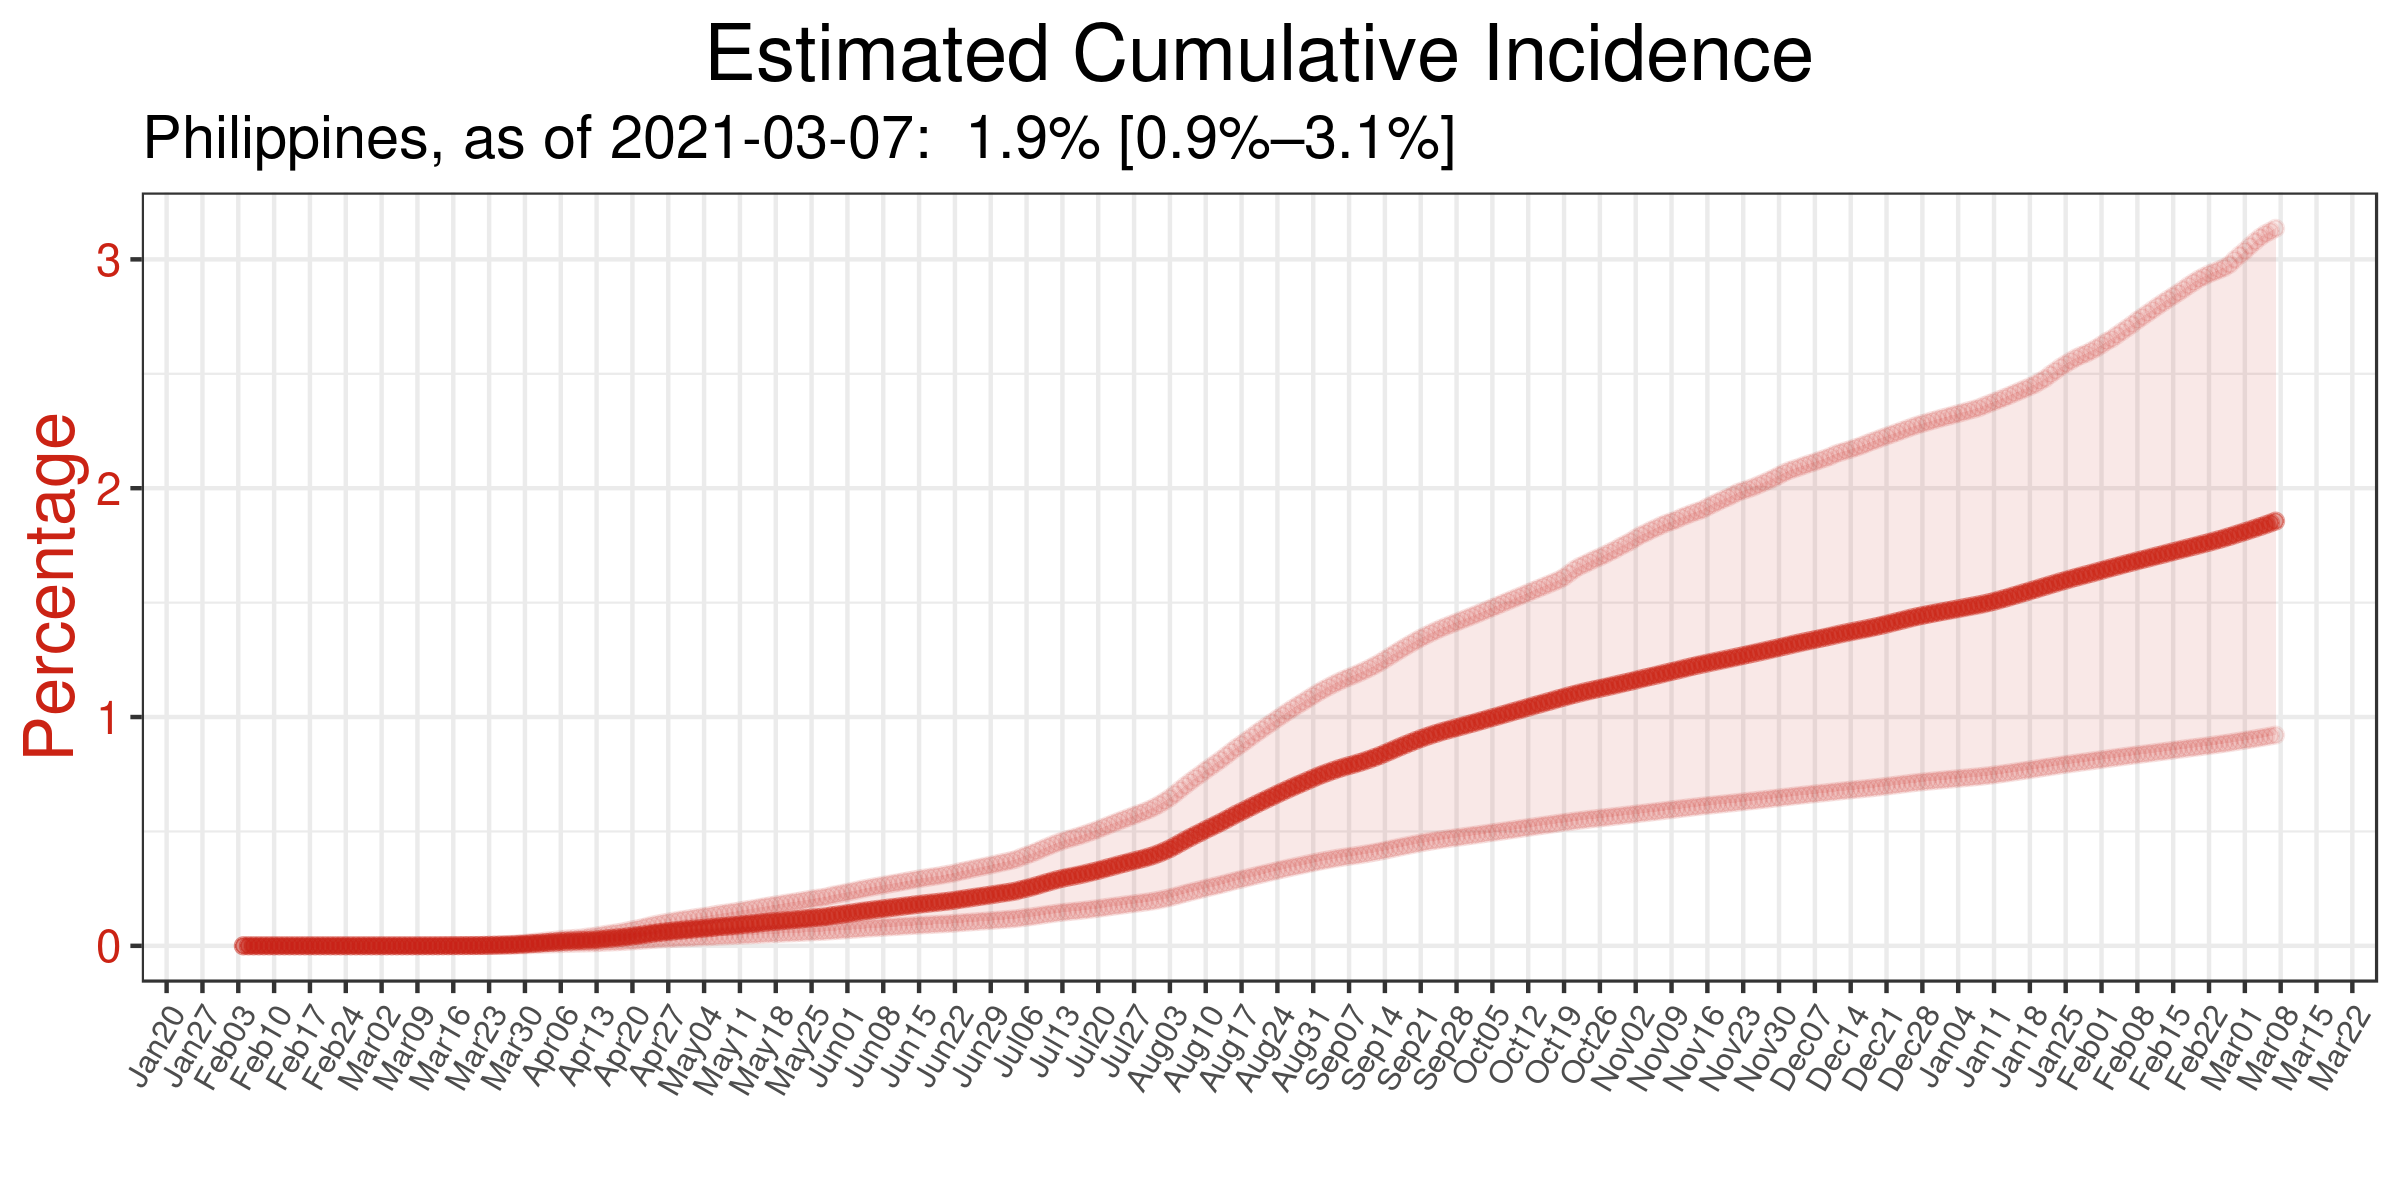 Estimated Cumulative Incidence
Philippines, as of 2021-03-07:  1.9% [0.9%–3.1%]
Percentage
3
2
1
0
Jan20
Jan27
Feb03
Feb10
Feb17
Feb24
Mar02
Mar09
Mar16
Mar23
Mar30
Apr06
Apr13
Apr20
Apr27
May04
May11
May18
May25
Jun01
Jun08
Jun15
Jun22
Jun29
Jul06
Jul13
Jul20
Jul27
Aug03
Aug10
Aug17
Aug24
Aug31
Sep07
Sep14
Sep21
Sep28
Oct05
Oct12
Oct19
Oct26
Nov02
Nov09
Nov16
Nov23
Nov30
Dec07
Dec14
Dec21
Dec28
Jan04
Jan11
Jan18
Jan25
Feb01
Feb08
Feb15
Feb22
Mar01
Mar08
Mar15
Mar22